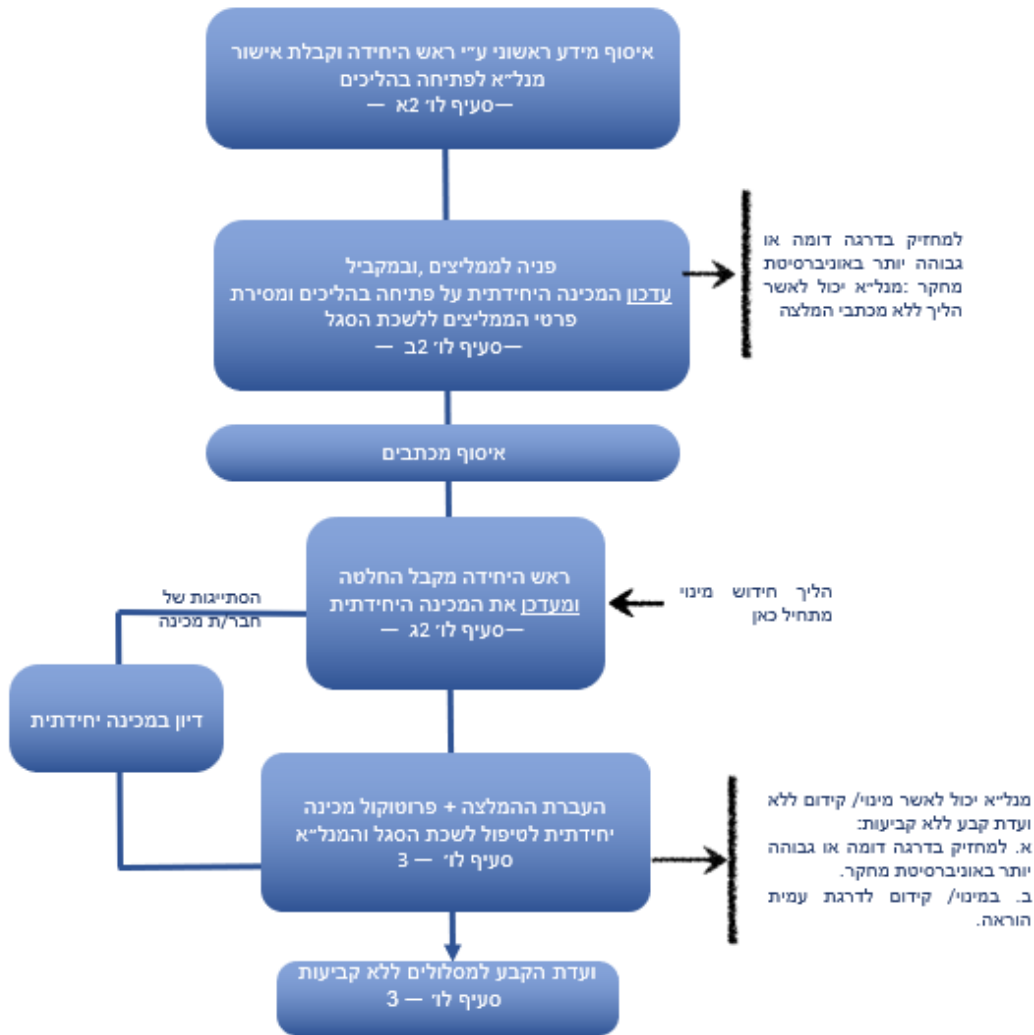 איסוף מידע ראשוני ע״י ראש היחידה וקבלת אישור
מנל״א לפתיחה בהליכים
—סעיף לו׳ 2א —
פניה לממליצים ,ובמקביל
עדכון המכינה היחידתית על פתיחה בהליכים ומסירת
פרטי הממליצים ללשכת הסגל
—סעיף לו׳ 2ב —
למחזיק בדרגה דומה או
גבוהה יותר באוניברסיטת
מחקר :מנל״א יכול לאשר
הליך ללא מכתבי המלצה
איסוף מכתבים
ראש היחידה מקבל החלטה
ומעדכן את המכינה היחידתית
—סעיף לו׳ 2ג —
הליך חידוש מינוי
מתחיל כאן
הסתייגות של
חבר/ת מכינה
דיון במכינה יחידתית
העברת ההמלצה + פרוטוקול מכינה
יחידתית לטיפול לשכת הסגל והמנל״א
סעיף לו׳ — 3
מנל״א יכול לאשר מינוי/ קידום ללא
ועדת קבע ללא קביעות:
א. למחזיק בדרגה דומה או גבוהה
יותר באוניברסיטת מחקר.
ב. במינוי/ קידום לדרגת עמית
הוראה.
ועדת הקבע למסלולים ללא קביעות
סעיף לו׳ — 3